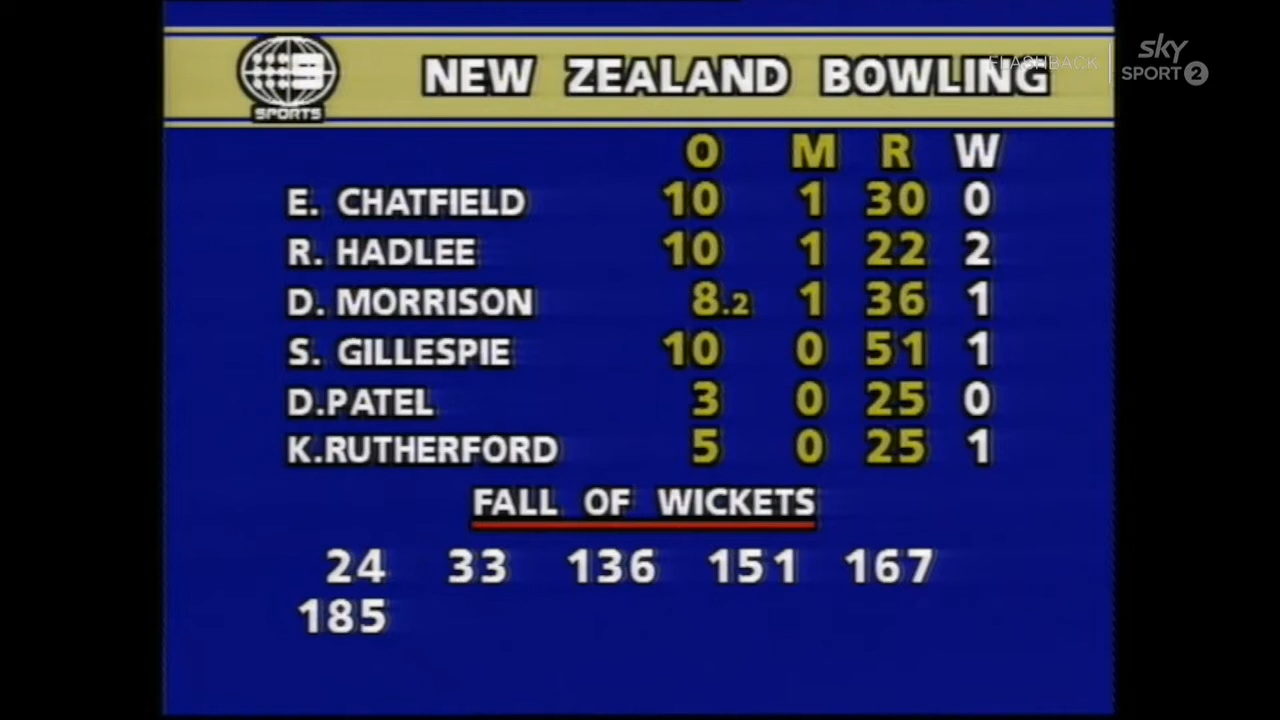 9
SPORTS
NEW ZEALAND BOWLING
FLASHBACK
sky
SPORT 2
O M R W
E. CHATFIELD 10 1 30 0
R. HADLEE 10 1 22 2
D. MORRISON 8.2 1 36 1
S. GILLESPIE 10 0 51 1
D.PATEL 3 0 25 0
K.RUTHERFORD 5 0 25 1
FALL OF WICKETS
24 33 136 151 167
185